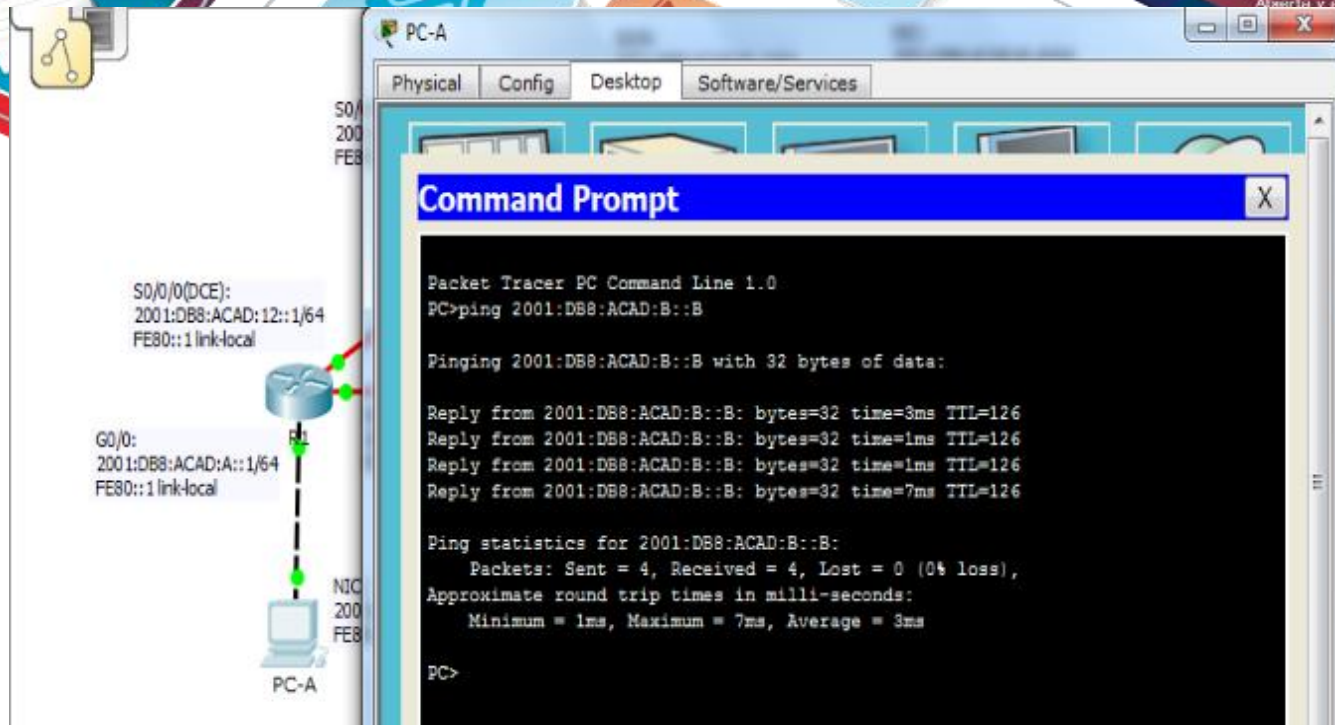 PC-A
Physical
Config
Desktop
Software/Services
S0/
200
FE8
Command Prompt
X
Packet Tracer PC Command Line 1.0
PC>ping 2001:DB8:ACAD:B::B
Pinging 2001:DB8:ACAD:B::B with 32 bytes of data:
Reply from 2001:DB8:ACAD:B::B: bytes=32 time=3ms TTL=126
Reply from 2001:DB8:ACAD:B::B: bytes=32 time=1ms TTL=126
Reply from 2001:DB8:ACAD:B::B: bytes=32 time=1ms TTL=126
Reply from 2001:DB8:ACAD:B::B: bytes=32 time=7ms TTL=126
Ping statistics for 2001:DB8:ACAD:B::B:
Packets: Sent = 4, Received = 4, Lost = 0 (0% loss),
Approximate round trip times in milli-seconds:
Minimum = 1ms, Maximum = 7ms, Average = 3ms
PC>
S0/0/0(DCE):
2001:DB8:ACAD:12::1/64
FE80::1 link-local
R1
G0/0:
2001:DB8:ACAD:A::1/64
FE80::1 link-local
NIC
200
FE8
PC-A